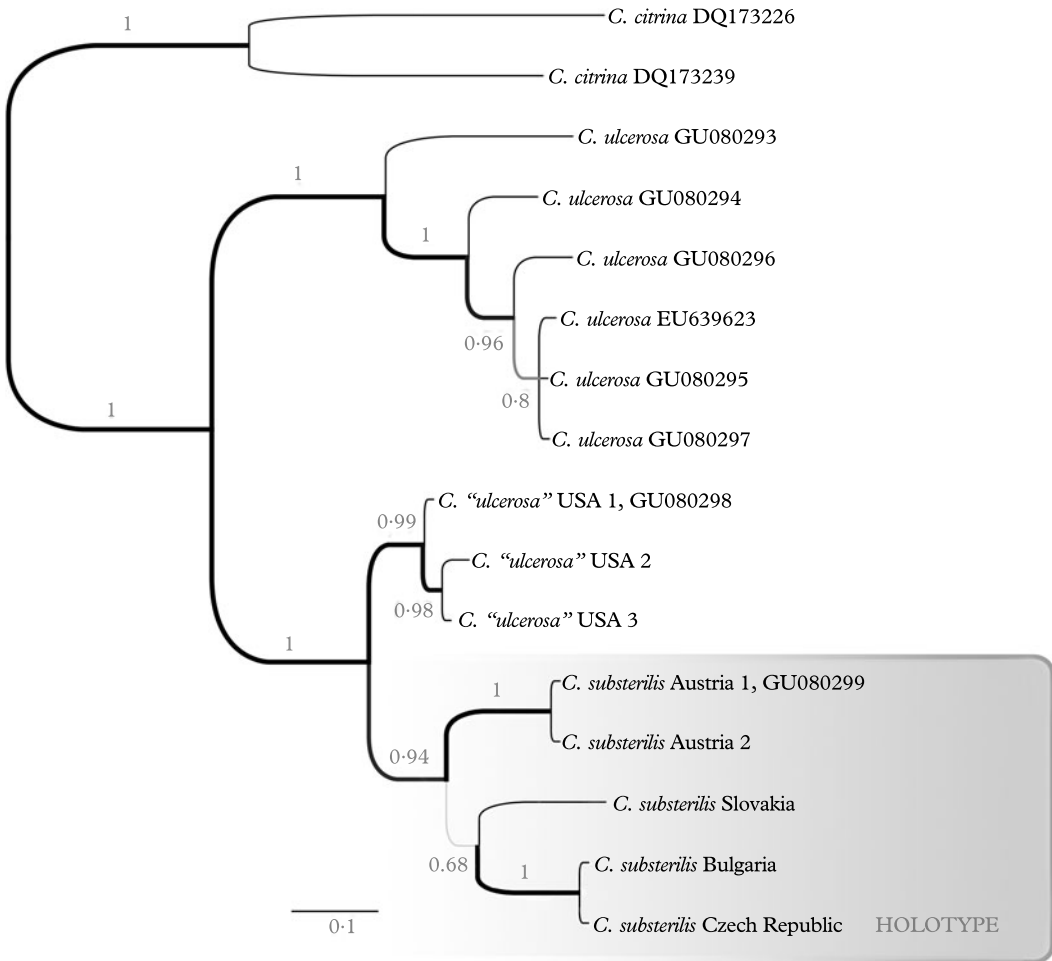 1
C. citrina DQ173226
C. citrina DQ173239
C. ulcerosa GU080293
1
C. ulcerosa GU080294
1
C. ulcerosa GU080296
C. ulcerosa EU639623
0·96
C. ulcerosa GU080295
0·8
1
C. ulcerosa GU080297
C. “ulcerosa” USA 1, GU080298
0·99
C. “ulcerosa” USA 2
0·98
C. “ulcerosa” USA 3
1
C. substerilis Austria 1, GU080299
1
C. substerilis Austria 2
0·94
C. substerilis Slovakia
0.68
C. substerilis Bulgaria
1
C. substerilis Czech Republic HOLOTYPE
0·1